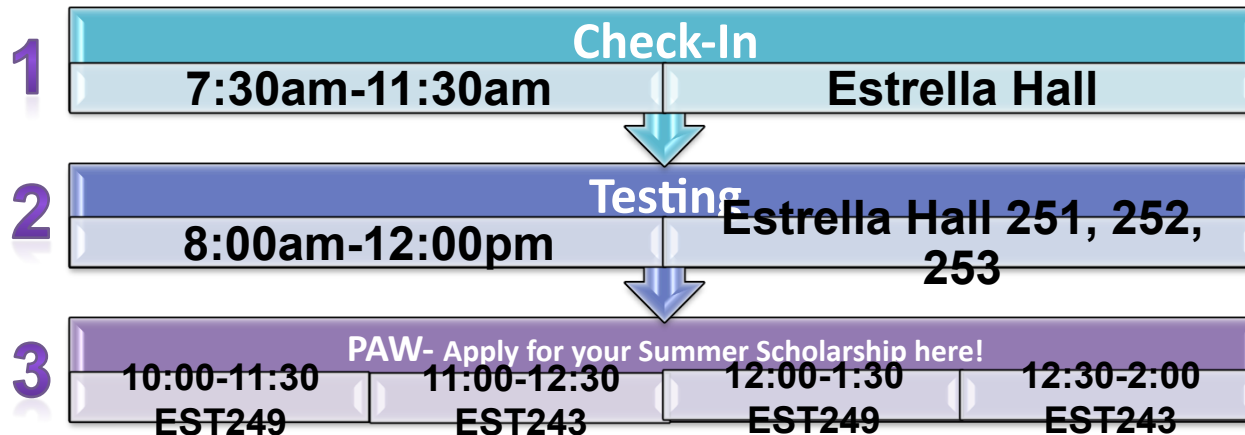 1
Check-In
7:30am-11:30am
Estrella Hall
2
Testing
8:00am-12:00pm
Estrella Hall 251, 252,
253
3
PAW- Apply for your Summer Scholarship here!
10:00-11:30
EST249
11:00-12:30
EST243
12:00-1:30
EST249
12:30-2:00
EST243